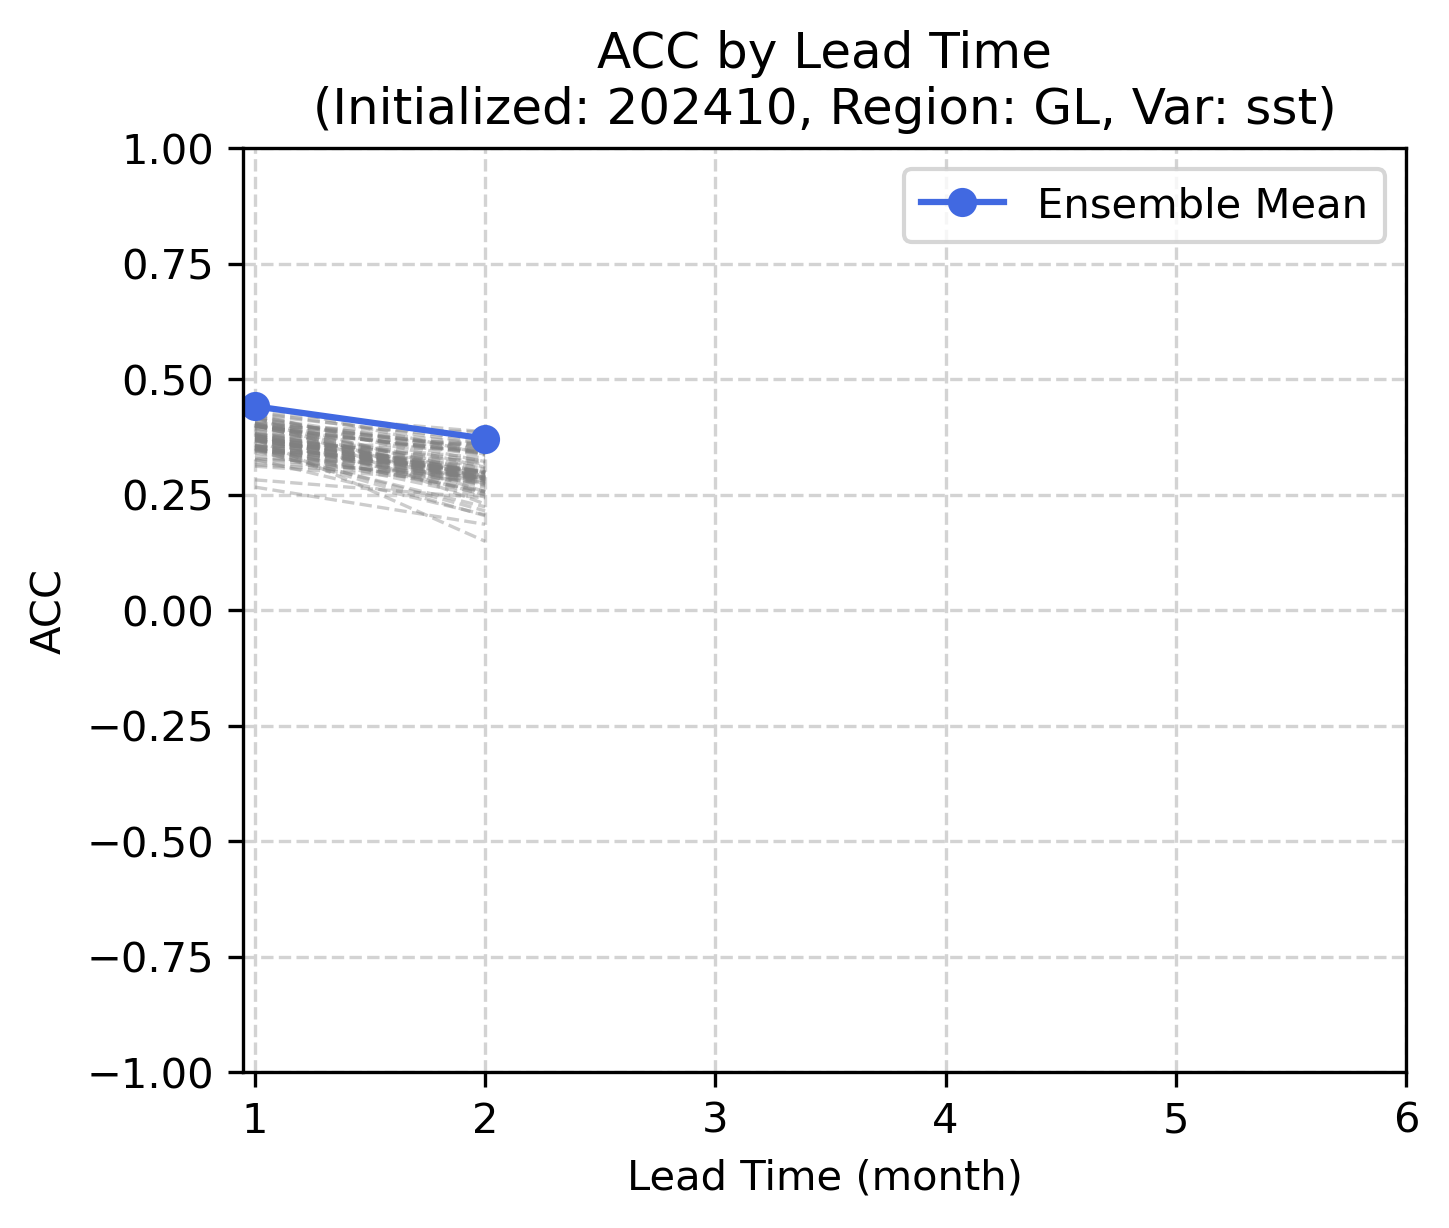 ACC by Lead Time
(Initialized: 202410, Region: GL, Var: sst)
Ensemble Mean
1.00
0.75
0.50
0.25
0.00
−0.25
−0.50
−0.75
−1.00
ACC
1 2 3 4 5 6
Lead Time (month)